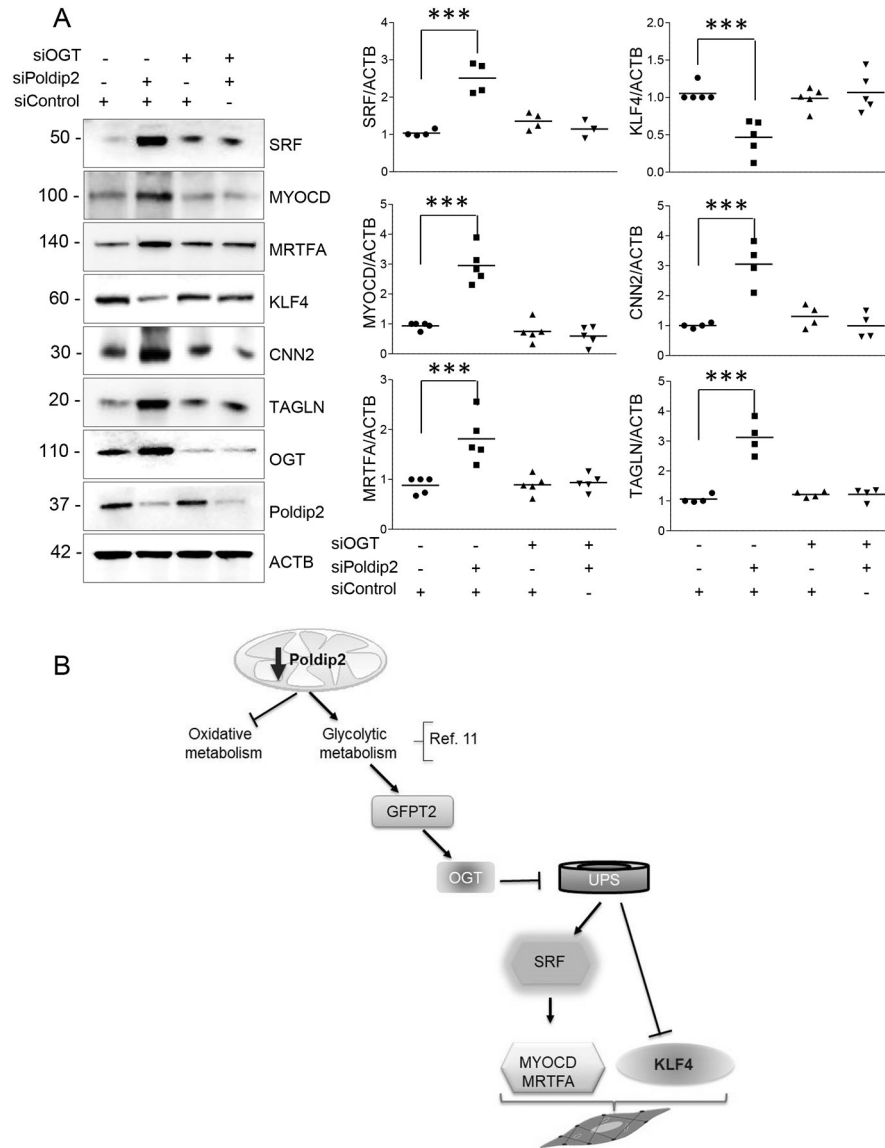 A
siOGT - - + +
siPoldip2 - + - +
siControl + + + -
50 - SRF
100 - MYOCD
140 - MRTFA
60 - KLF4
30 - CNN2
20 - TAGLN
110 - OGT
37 - Poldip2
42 - ACTB
SRF/ACTB
4
3
2
1
0
***
KLF4/ACTB
2.0
1.5
1.0
0.5
0.0
***
MYOCD/ACTB
5
4
3
2
1
0
***
CNN2/ACTB
5
4
3
2
1
0
***
MRTFA/ACTB
3
2
1
0
***
TAGLN/ACTB
5
4
3
2
1
0
***
siOGT - - + + - - + +
siPoldip2 - + - + - + - +
siControl + + + - + + + -
B
Poldip2
Oxidative
metabolism
Glycolytic
metabolism
Ref. 11
GFPT2
OGT
UPS
SRF
MYOCD
MRTFA
KLF4